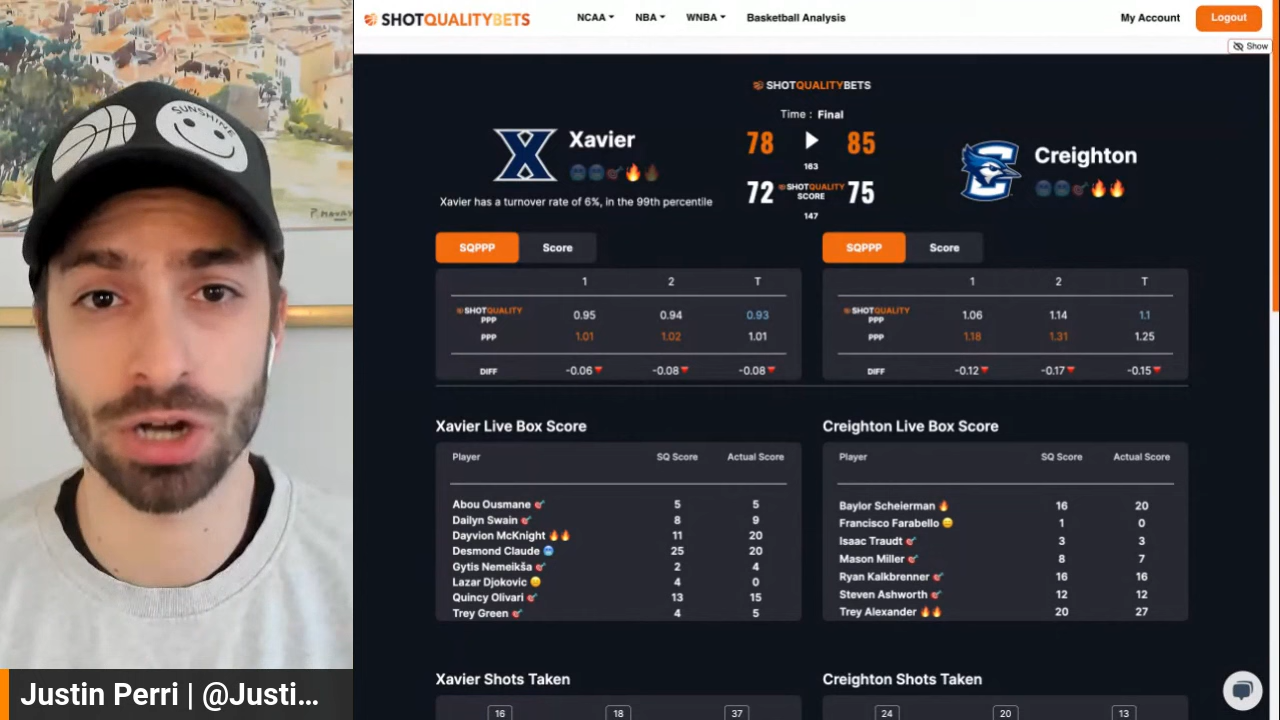 SHOTQUALITYBETS NCAA NBA WNBA Basketball Analysis My Account Logout
Show
SHOTQUALITYBETS
Time : Final
Xavier 78 85 Creighton
163
72 SHOTQUALITY SCORE 75
147
Xavier has a turnover rate of 6%, in the 99th percentile
SQPPP Score SQPPP Score
1 2 T 1 2 T
SHOTQUALITY PPP 0.95 0.94 0.93 SHOTQUALITY PPP 1.06 1.14 1.1
PPP 1.01 1.02 1.01 PPP 1.18 1.31 1.25
DIFF -0.06 -0.08 -0.08 DIFF -0.12 -0.17 -0.15
Xavier Live Box Score Creighton Live Box Score
Player SQ Score Actual Score Player SQ Score Actual Score
Abou Ousmane 5 5 Baylor Scheierman 16 20
Dailyn Swain 8 9 Francisco Farabello 1 0
Dayvion McKnight 11 20 Isaac Traudt 3 3
Desmond Claude 25 20 Mason Miller 8 7
Gytis Nemeikša 2 4 Ryan Kalkbrenner 16 16
Lazar Djokovic 4 0 Steven Ashworth 12 12
Quincy Olivari 13 15 Trey Alexander 20 27
Trey Green 4 5
Xavier Shots Taken Creighton Shots Taken
16 18 37 24 20 13
SUNSHINE
Justin Perri | @Justi...